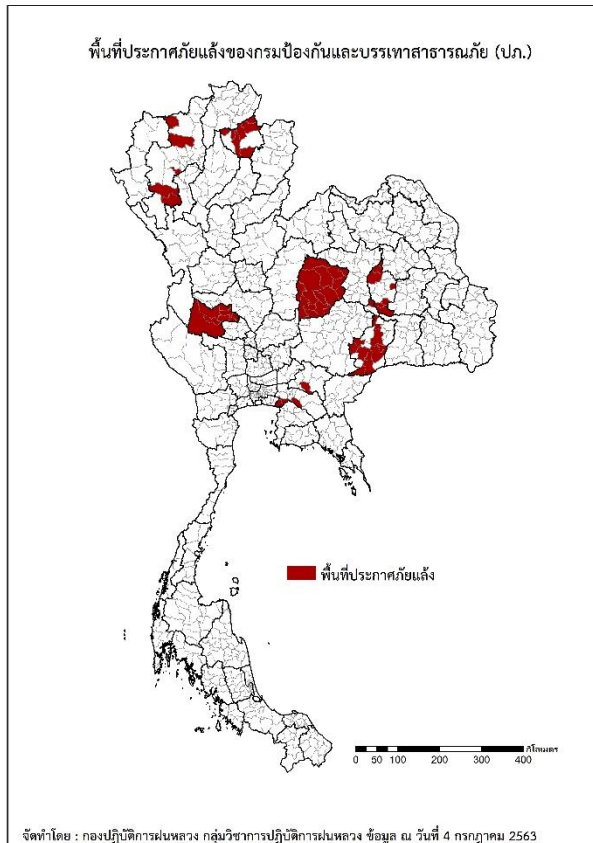 พื้นที่ประกาศภัยแล้งของกรมป้องกันและบรรเทาสาธารณภัย (ปภ.)
พื้นที่ประกาศภัยแล้ง
กิโลเมตร
0 50 100 200 300 400
จัดทำโดย : กองปฏิบัติการฝนหลวง กลุ่มวิชาการปฏิบัติการฝนหลวง ข้อมูล ณ วันที่ 4 กรกฎาคม 2563